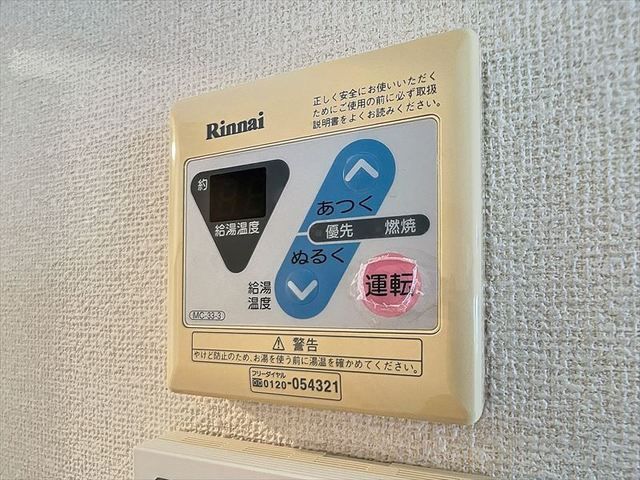 Rinnai
正しく安全にお使いいただく
ためにご使用の前に必ず取扱
説明書をよくお読みください。
約
給湯温度
あつく
優先 燃焼
ぬるく
給湯
温度
運転
MC-33-3
⚠ 警告
やけど防止のため、お湯を使う前に湯温を確かめてください。
フリーダイヤル
0120-054321